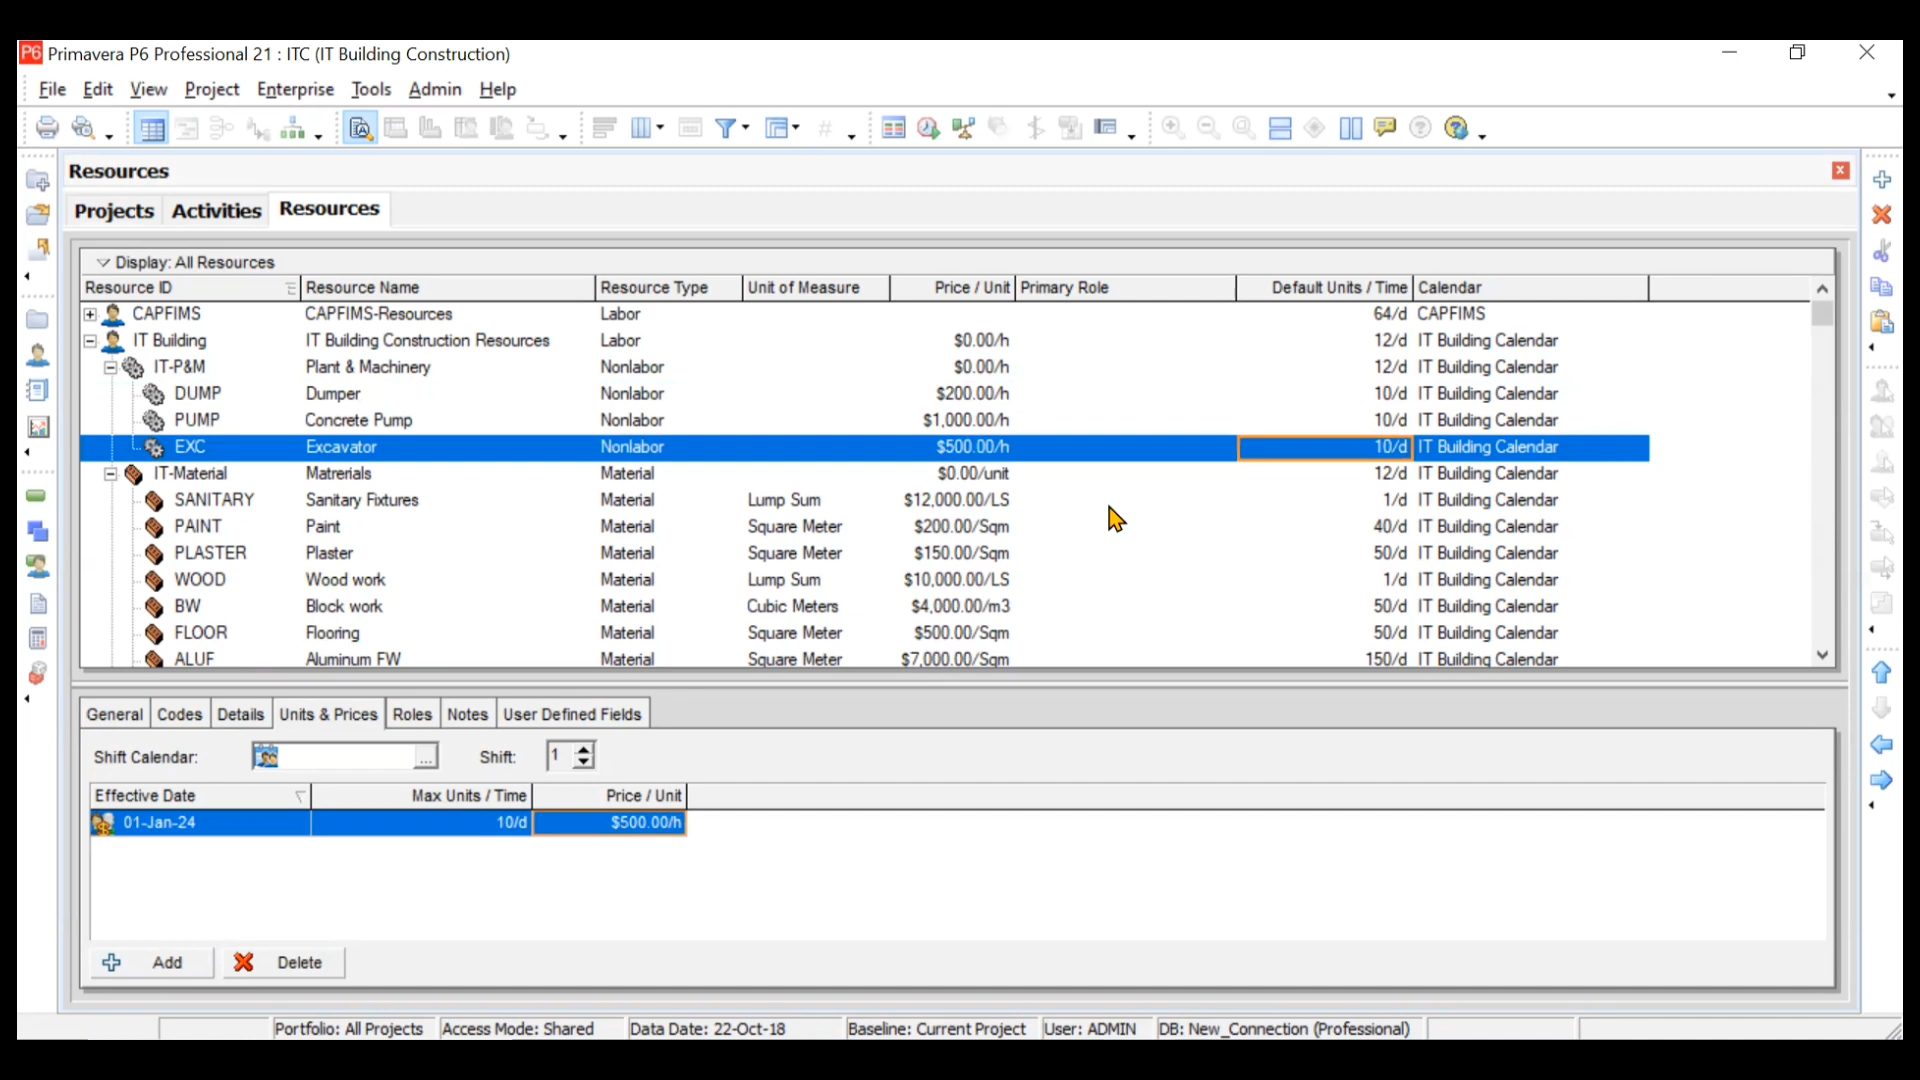 P6 Primavera P6 Professional 21 : ITC (IT Building Construction)
File Edit View Project Enterprise Tools Admin Help
Resources
Projects Activities Resources
Display: All Resources
Resource ID Resource Name Resource Type Unit of Measure Price / Unit Primary Role Default Units / Time Calendar
CAPFIMS CAPFIMS-Resources Labor 64/d CAPFIMS
IT Building IT Building Construction Resources Labor $0.00/h 12/d IT Building Calendar
IT-P&M Plant & Machinery Nonlabor $0.00/h 12/d IT Building Calendar
DUMP Dumper Nonlabor $200.00/h 10/d IT Building Calendar
PUMP Concrete Pump Nonlabor $1,000.00/h 10/d IT Building Calendar
EXC Excavator Nonlabor $500.00/h 10/d IT Building Calendar
IT-Material Matrerials Material $0.00/unit 12/d IT Building Calendar
SANITARY Sanitary Fixtures Material Lump Sum $12,000.00/LS 1/d IT Building Calendar
PAINT Paint Material Square Meter $200.00/Sqm 40/d IT Building Calendar
PLASTER Plaster Material Square Meter $150.00/Sqm 50/d IT Building Calendar
WOOD Wood work Material Lump Sum $10,000.00/LS 1/d IT Building Calendar
BW Block work Material Cubic Meters $4,000.00/m3 50/d IT Building Calendar
FLOOR Flooring Material Square Meter $500.00/Sqm 50/d IT Building Calendar
ALUF Aluminum FW Material Square Meter $7,000.00/Sqm 150/d IT Building Calendar
General Codes Details Units & Prices Roles Notes User Defined Fields
Shift Calendar: ... Shift: 1
Effective Date Max Units / Time Price / Unit
01-Jan-24 10/d $500.00/h
Add Delete
Portfolio: All Projects Access Mode: Shared Data Date: 22-Oct-18 Baseline: Current Project User: ADMIN DB: New_Connection (Professional)